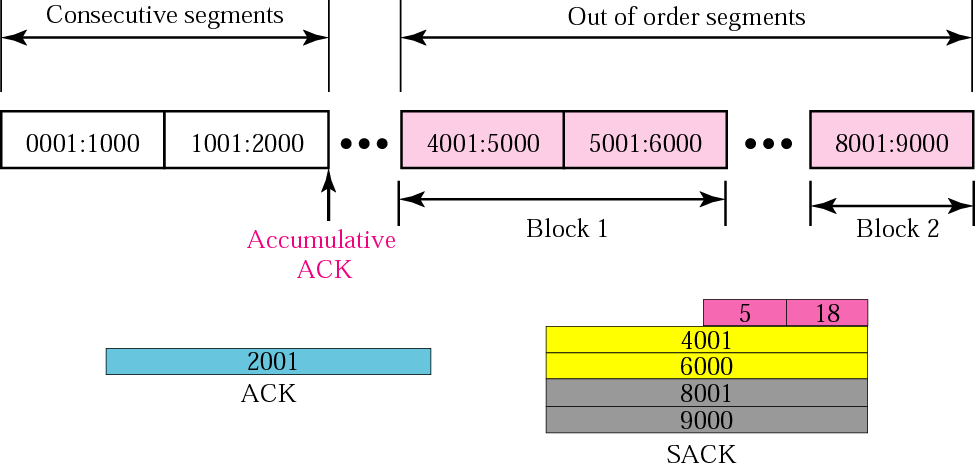 Consecutive segments
Out of order segments
0001:1000
1001:2000
4001:5000
5001:6000
8001:9000
Accumulative
ACK
Block 1
Block 2
5
18
4001
6000
8001
9000
SACK
2001
ACK